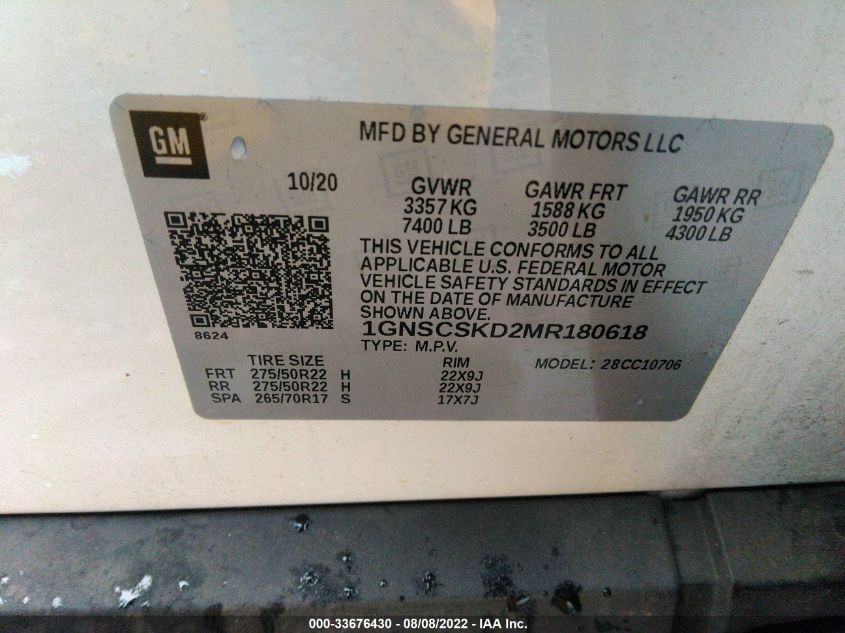 GM
MFD BY GENERAL MOTORS LLC
10/20 GVWR GAWR FRT GAWR RR
3357 KG 1588 KG 1950 KG
7400 LB 3500 LB 4300 LB
THIS VEHICLE CONFORMS TO ALL
APPLICABLE U.S. FEDERAL MOTOR
VEHICLE SAFETY STANDARDS IN EFFECT
ON THE DATE OF MANUFACTURE
SHOWN ABOVE.
8624
1GNSCSKD2MR180618
TYPE: M.P.V. MODEL: 28CC10706
TIRE SIZE RIM
FRT 275/50R22 H 22X9J
RR 275/50R22 H 22X9J
SPA 265/70R17 S 17X7J
000-33676430 - 08/08/2022 - IAA Inc.